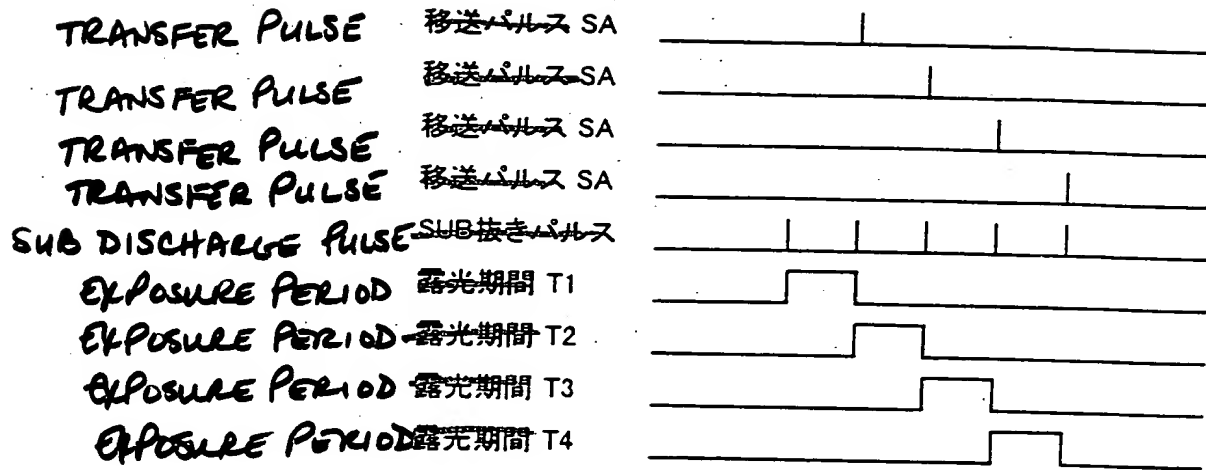 TRANSFER PULSE 移送パルス SA
TRANSFER PULSE 移送パルス SA
TRANSFER PULSE 移送パルス SA
TRANSFER PULSE 移送パルス SA
SUB DISCHARGE PULSE SUB抜きパルス
EXPOSURE PERIOD 露光期間 T1
EXPOSURE PERIOD 露光期間 T2
EXPOSURE PERIOD 露光期間 T3
EXPOSURE PERIOD 露光期間 T4